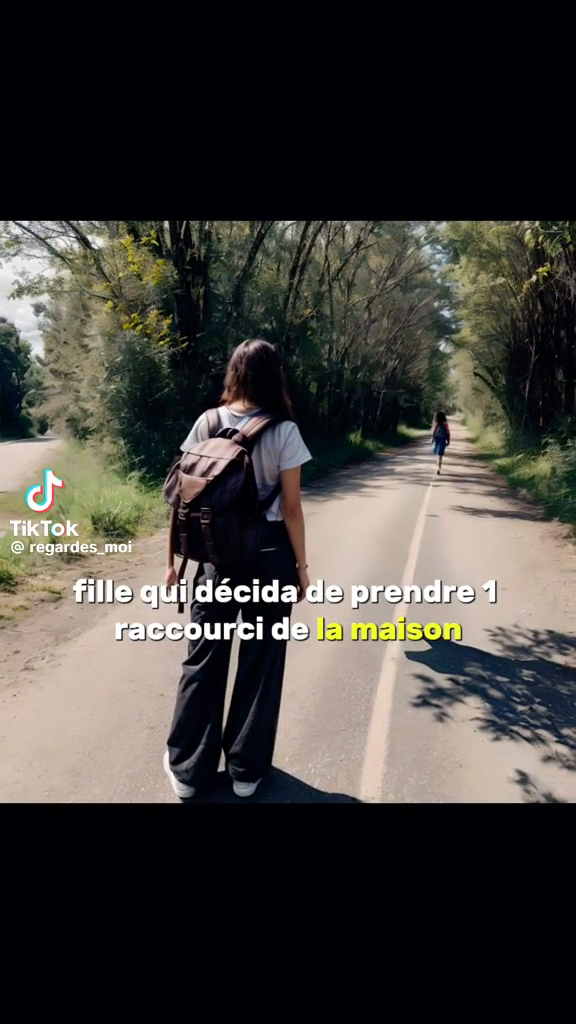 TikTok
@ regardes_moi
fille qui décida de prendre 1
raccourci de la maison